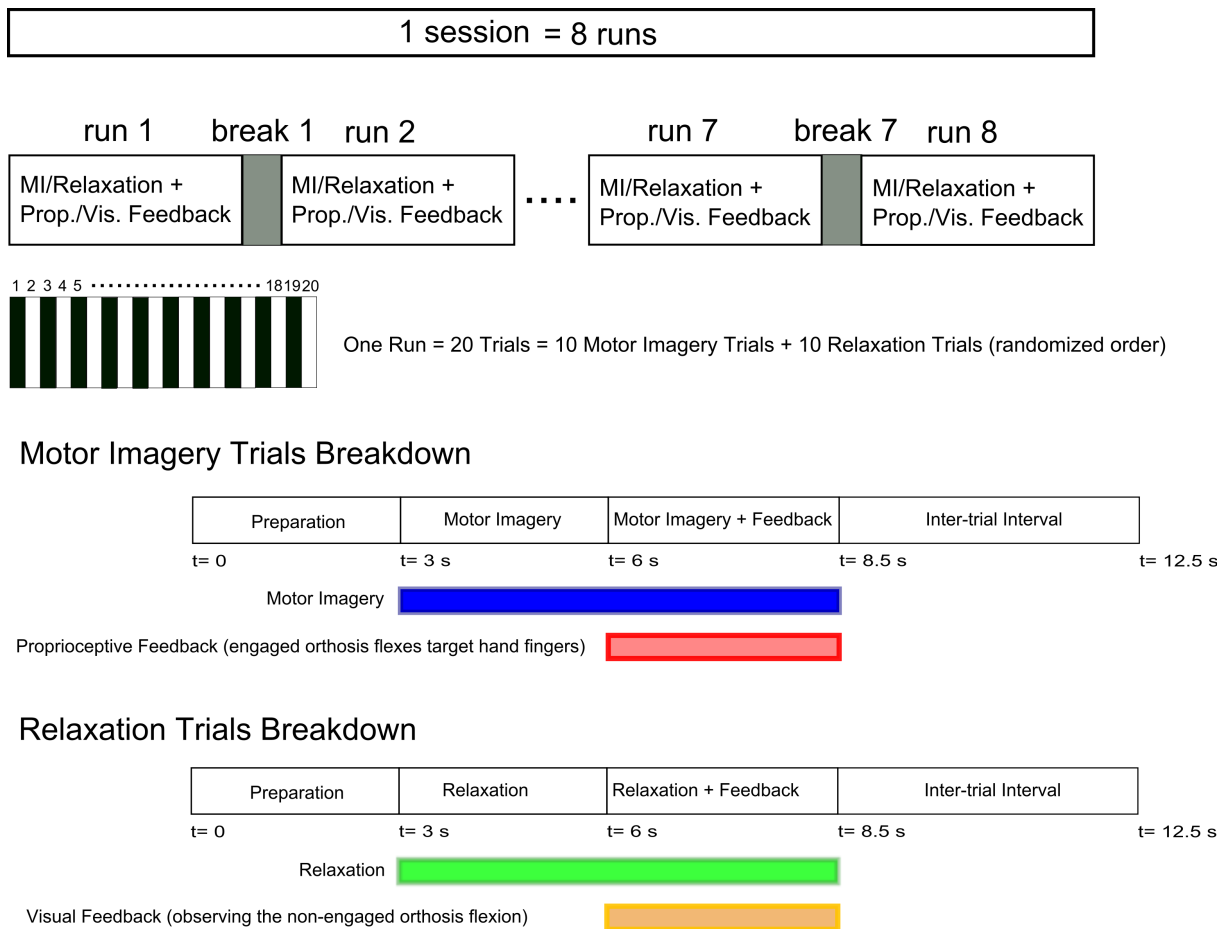 1 session = 8 runs
run 1 break 1 run 2 run 7 break 7 run 8
MI/Relaxation + MI/Relaxation + MI/Relaxation + MI/Relaxation +
Prop./Vis. Feedback Prop./Vis. Feedback .... Prop./Vis. Feedback Prop./Vis. Feedback
1 2 3 4 5 ..................... 18 19 20
One Run = 20 Trials = 10 Motor Imagery Trials + 10 Relaxation Trials (randomized order)
Motor Imagery Trials Breakdown
Preparation Motor Imagery Motor Imagery + Feedback Inter-trial Interval
t= 0 t= 3 s t= 6 s t= 8.5 s t= 12.5 s
Motor Imagery
Proprioceptive Feedback (engaged orthosis flexes target hand fingers)
Relaxation Trials Breakdown
Preparation Relaxation Relaxation + Feedback Inter-trial Interval
t= 0 t= 3 s t= 6 s t= 8.5 s t= 12.5 s
Relaxation
Visual Feedback (observing the non-engaged orthosis flexion)